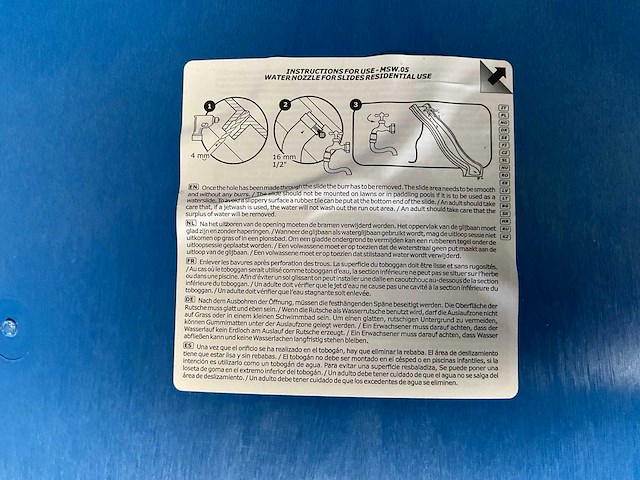 INSTRUCTIONS FOR USE - MSW.05
WATER NOZZLE FOR SLIDES RESIDENTIAL USE
1
2
3
4 mm
16 mm
1/2"
EN Once the hole has been made through the slide the burr has to be removed. The slide area needs to be smooth
and without any burrs. / The slide should not be mounted on lawns or in paddling pools if it is to be used as a
waterslide. To avoid a slippery surface a rubber tile can be put at the bottom end of the slide. / An adult should take
care that, if a jetwash is used, the water will not wash out the run out area. / An adult should take care that the
surplus of water will be removed.
NL Na het uitboren van de opening moeten de bramen verwijderd worden. Het oppervlak van de glijbaan moet
glad zijn en zonder haperingen. / Wanneer de glijbaan als waterglijbaan gebruikt wordt, mag de uitloop sectie niet
uitkomen op gras of in een plonsbad. Om een gladde ondergrond te vermijden kan een rubberen tegel onder de
uitloopsectie geplaatst worden. / Een volwassene moet er op toezien dat de waterstraal geen put maakt aan de
uitloop van de glijbaan. / Een volwassene moet er op toezien dat stilstaand water wordt verwijderd.
FR Enlever les bavures après perforation des trous. La superficie du toboggan doit être lisse et sans rugosités.
/ Au cas où le toboggan serait utilisé comme toboggan d'eau, la section inférieure ne peut pas se situer sur l'herbe
ou dans une piscine. Afin d'éviter un sol glissant on peut installer une dalle en caoutchouc au-dessous de la section
inférieure du toboggan. / Un adulte doit vérifier que le jet d'eau ne cause pas une cavité à la section inférieure du
toboggan. / Un adulte doit vérifier que l'eau stagnante soit enlevée.
DE Nach dem Ausbohren der Öffnung, müssen die festhängenden Späne beseitigt werden. Die Oberfläche der
Rutsche muss glatt und eben sein. / Wenn die Rutsche als Wasserrutsche benutzt wird, darf die Auslaufzone nicht
auf Grass oder in einem kleinen Schwimmbad sein. Um einen glatten, rutschigen Untergrund zu vermeiden,
können Gummimatten unter der Auslaufzone gelegt werden. / Ein Erwachsener muss darauf achten, dass der
Wasserstrahl kein Erdloch am Auslauf der Rutsche erzeugt. / Ein Erwachsener muss darauf achten, dass Wasser
abfließen kann und keine Wasserlachen langfristig stehen bleiben.
ES Una vez que el orificio se ha realizado en el tobogán, hay que eliminar la rebaba. El área de deslizamiento
tiene que estar lisa y sin rebabas. / El tobogán no debe ser montado en el césped o en piscinas infantiles, si la
intención es utilizarlo como un tobogán de agua. Para evitar una superficie resbaladiza, Se puede poner una
loseta de goma en el extremo inferior del tobogán. / Un adulto debe tener cuidado de que el agua no se salga del
área de deslizamiento. / Un adulto debe tener cuidado de que los excedentes de agua se eliminen.